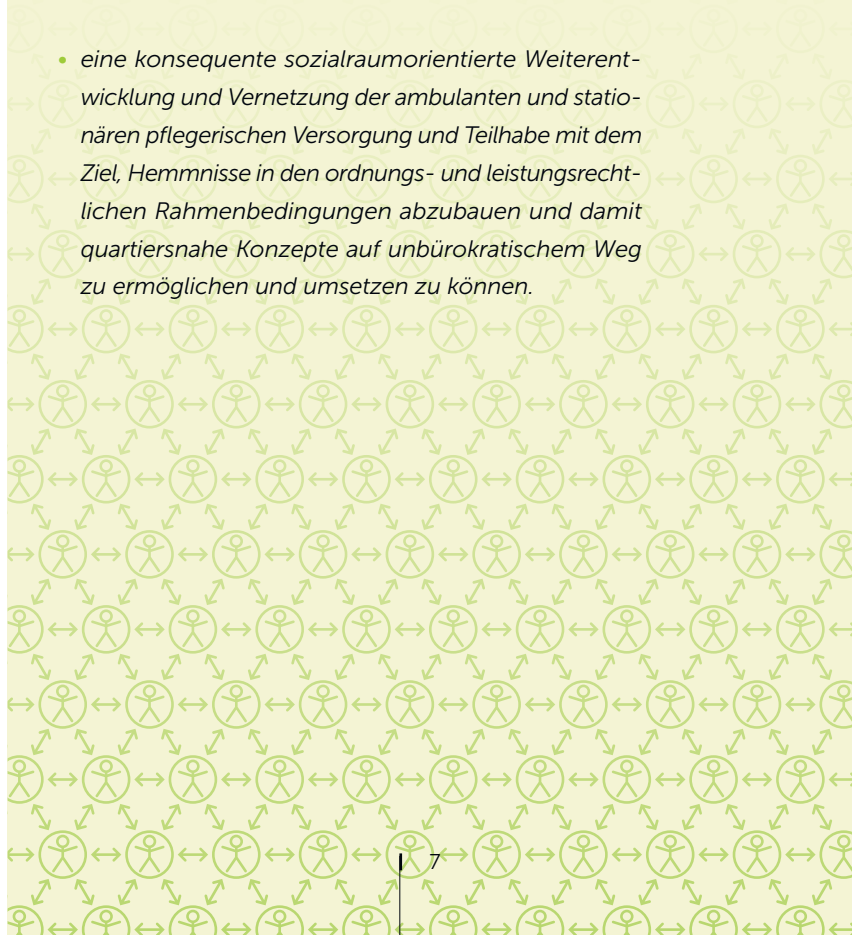 • eine konsequente sozialraumorientierte Weiterent-
wicklung und Vernetzung der ambulanten und statio-
nären pflegerischen Versorgung und Teilhabe mit dem
Ziel, Hemmnisse in den ordnungs- und leistungsrecht-
lichen Rahmenbedingungen abzubauen und damit
quartiersnahe Konzepte auf unbürokratischem Weg
zu ermöglichen und umsetzen zu können.
7